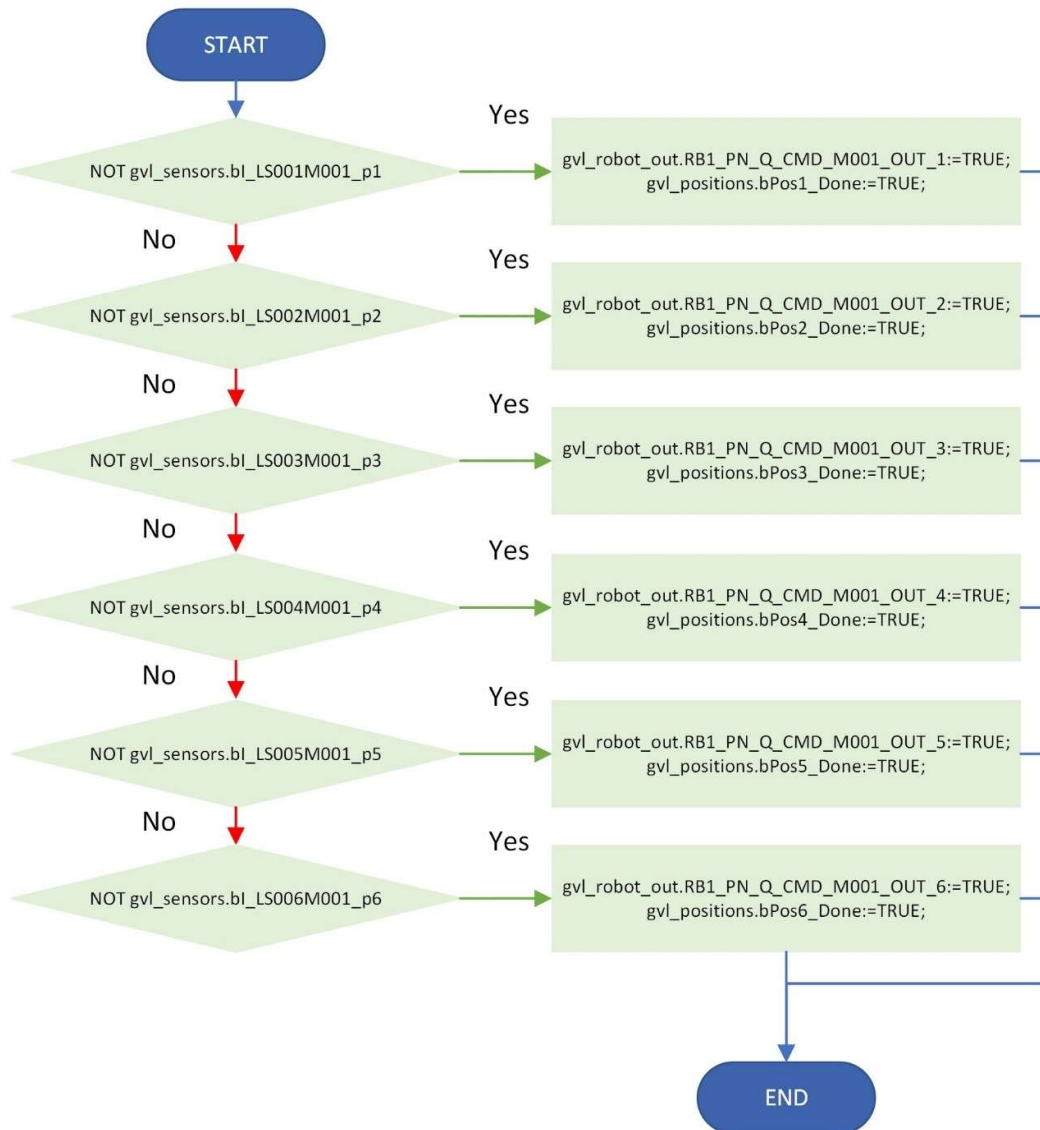 START
Yes
NOT gvl_sensors.bI_LS001M001_p1
gvl_robot_out.RB1_PN_Q_CMD_M001_OUT_1:=TRUE;
gvl_positions.bPos1_Done:=TRUE;
No
Yes
NOT gvl_sensors.bI_LS002M001_p2
gvl_robot_out.RB1_PN_Q_CMD_M001_OUT_2:=TRUE;
gvl_positions.bPos2_Done:=TRUE;
No
Yes
NOT gvl_sensors.bI_LS003M001_p3
gvl_robot_out.RB1_PN_Q_CMD_M001_OUT_3:=TRUE;
gvl_positions.bPos3_Done:=TRUE;
No
Yes
NOT gvl_sensors.bI_LS004M001_p4
gvl_robot_out.RB1_PN_Q_CMD_M001_OUT_4:=TRUE;
gvl_positions.bPos4_Done:=TRUE;
No
Yes
NOT gvl_sensors.bI_LS005M001_p5
gvl_robot_out.RB1_PN_Q_CMD_M001_OUT_5:=TRUE;
gvl_positions.bPos5_Done:=TRUE;
No
Yes
NOT gvl_sensors.bI_LS006M001_p6
gvl_robot_out.RB1_PN_Q_CMD_M001_OUT_6:=TRUE;
gvl_positions.bPos6_Done:=TRUE;
END